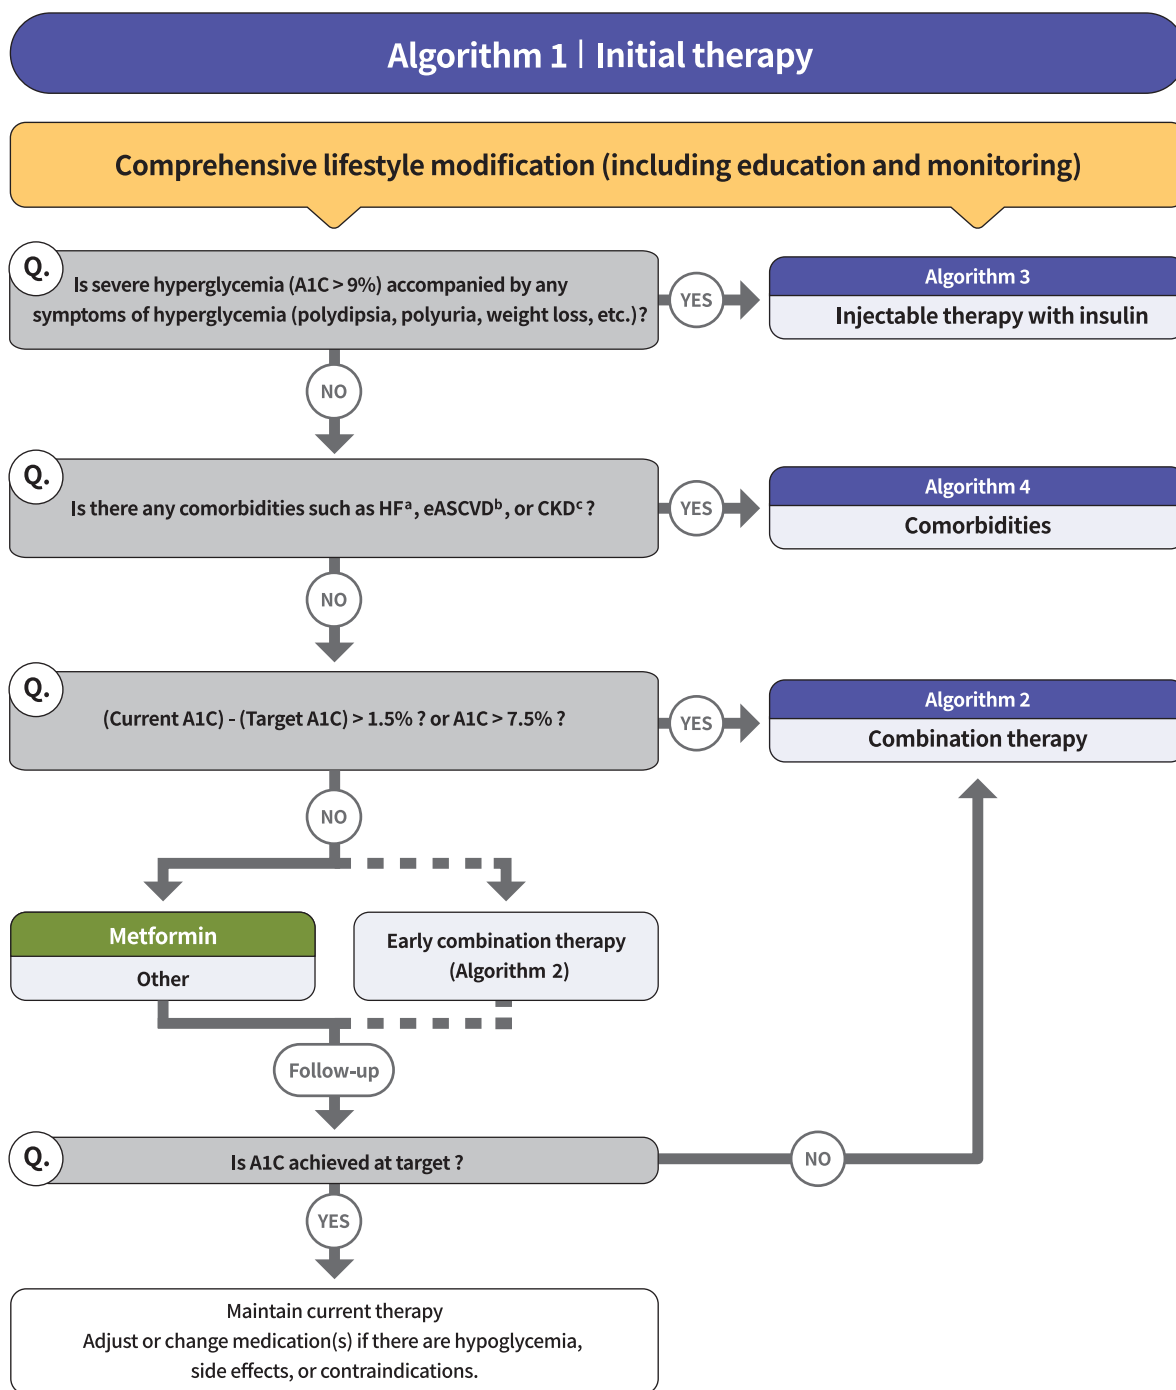 Algorithm 1 | Initial therapy
Comprehensive lifestyle modification (including education and monitoring)
Q.
Is severe hyperglycemia (A1C > 9%) accompanied by any
symptoms of hyperglycemia (polydipsia, polyuria, weight loss, etc.)?
YES
Algorithm 3
Injectable therapy with insulin
NO
Q.
Is there any comorbidities such as HFᵃ, eASCVDᵇ, or CKDᶜ ?
YES
Algorithm 4
Comorbidities
NO
Q.
(Current A1C) - (Target A1C) > 1.5% ? or A1C > 7.5% ?
YES
Algorithm 2
Combination therapy
NO
Metformin
Other
Early combination therapy
(Algorithm 2)
Follow-up
Q.
Is A1C achieved at target ?
NO
YES
Maintain current therapy
Adjust or change medication(s) if there are hypoglycemia,
side effects, or contraindications.